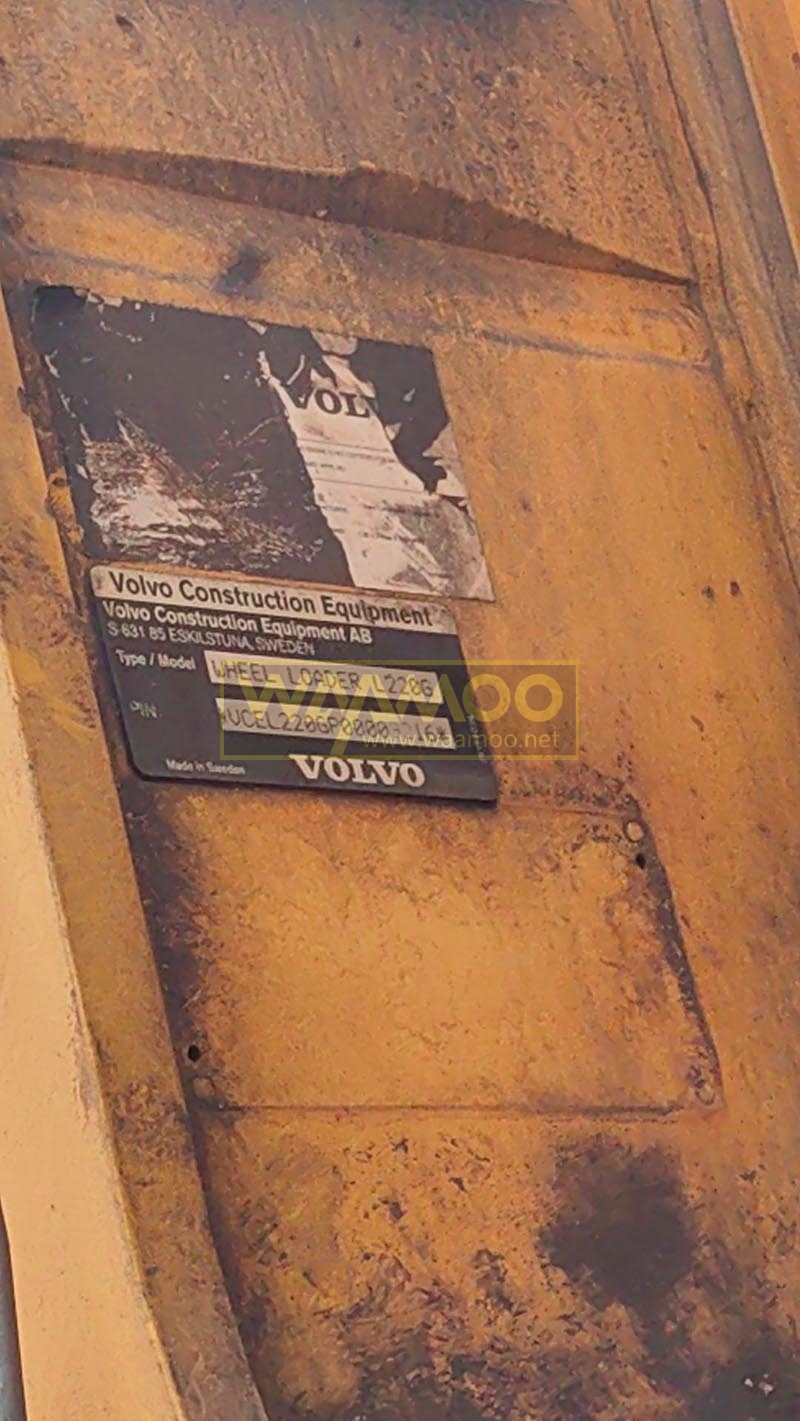 VOL
Volvo Construction Equipment
Volvo Construction Equipment AB
S-631 85 ESKILSTUNA, SWEDEN
Type / Model WHEEL LOADER L220G
PIN
WAAMOO
www.waamoo.net
Made in Sweden VOLVO